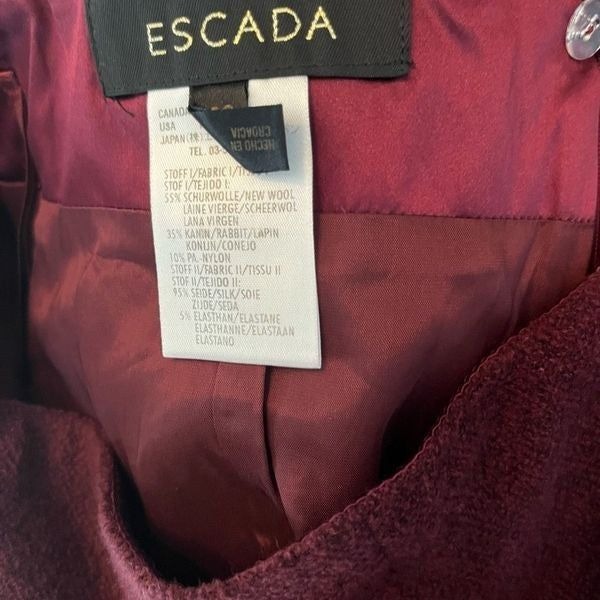 ESCADA
CANADA
USA
JAPAN (株)
TEL. 03-
HECHO EN
CROACIA
STOFF I/FABRIC I/
STOF I/TEJIDO I:
55% SCHURWOLLE/NEW WOOL
LAINE VIERGE/SCHEERWOL
LANA VIRGEN
35% KANIN/RABBIT/LAPIN
KONIJN/CONEJO
10% PA.-NYLON
STOFF II/FABRIC II/TISSU II
STOF II/TEJIDO II:
95% SEIDE/SILK/SOIE
ZIJDE/SEDA
5% ELASTHAN/ELASTANE
ELASTHANNE/ELASTAAN
ELASTANO